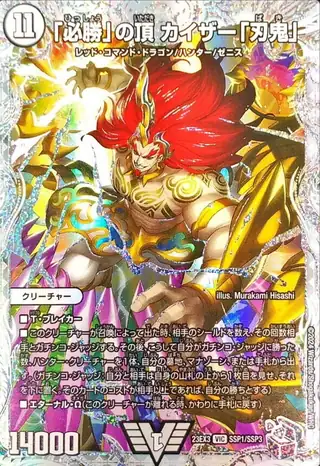 11
「必勝」の頂 カイザー「刃鬼」
ひっしょう いただき ばき
レッド・コマンド・ドラゴン/ハンター/ゼニス
クリーチャー
illus. Murakami Hisashi
■T・ブレイカー
■このクリーチャーが召喚によって出た時、相手のシールドを数え、その回数相
手とガチンコ・ジャッジする。その後、こうして自分がガチンコ・ジャッジに勝った
数、ハンター・クリーチャーを1体、自分の墓地、マナゾーン、または手札から出
す。(ガチンコ・ジャッジ:自分と相手は自身の山札の上から1枚目を見せ、それを
下に置く。そのカードのコストが相手以上であれば、自分の勝ちとする)
■エターナル・Ω(このクリーチャーが離れる時、かわりに手札に戻す)
14000
23EX3 VIC SSP1/SSP3